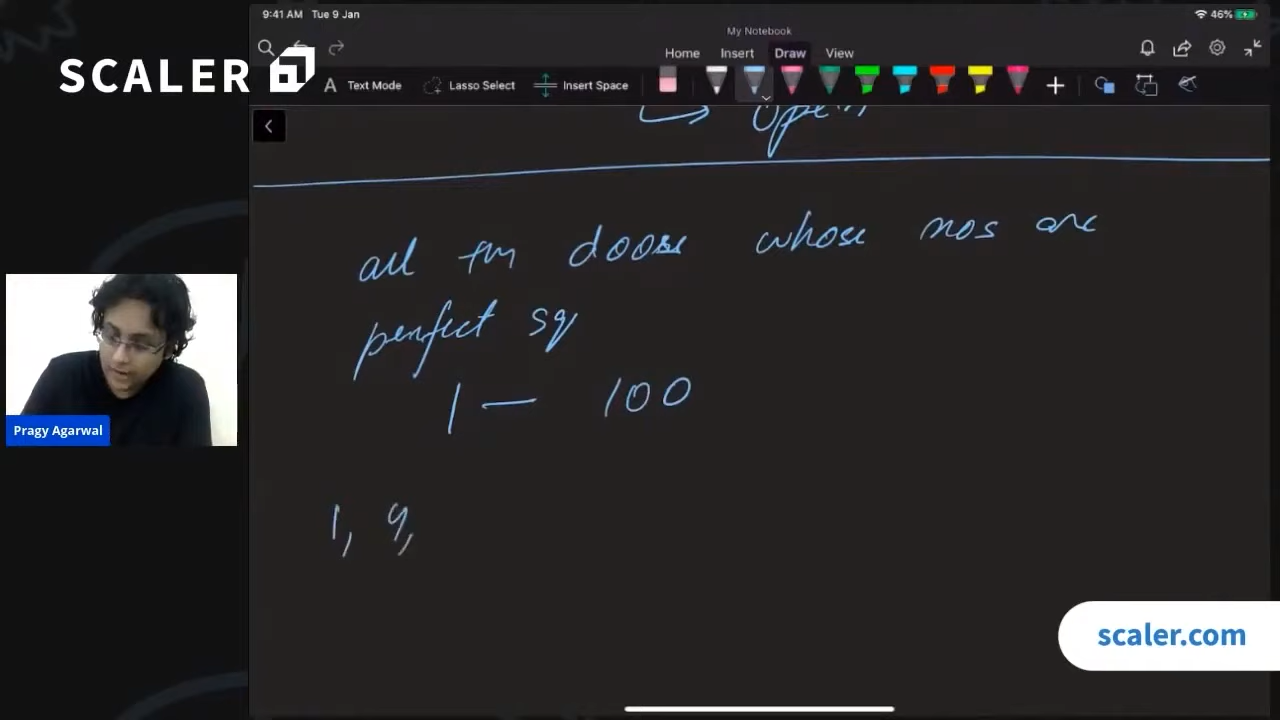 9:41 AM Tue 9 Jan
46%
My Notebook
SCALER
Home Insert Draw View
A Text Mode Lasso Select Insert Space
open
all the doors whose nos are
perfect sq
1 — 100
Pragy Agarwal
1, 4,
scaler.com